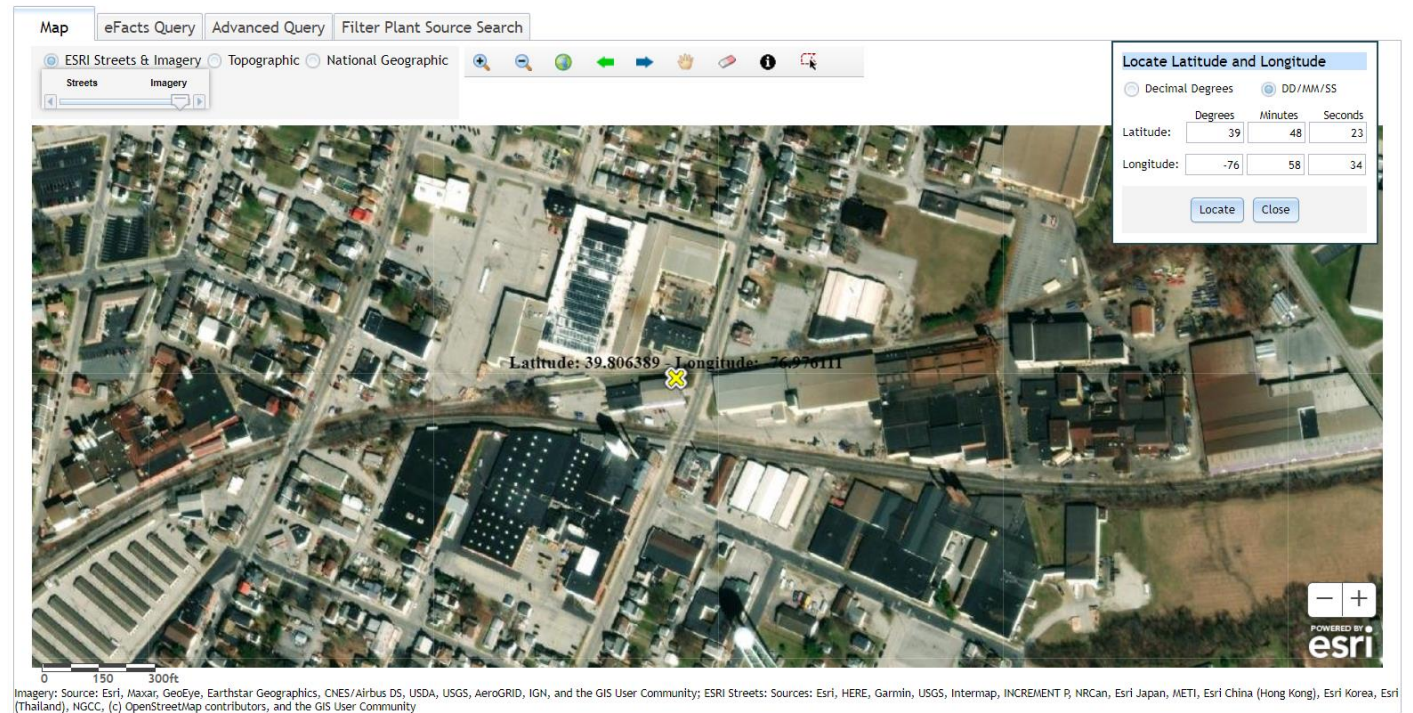 Map eFacts Query Advanced Query Filter Plant Source Search
ESRI Streets & Imagery Topographic National Geographic
Streets Imagery
Locate Latitude and Longitude
Decimal Degrees DD/MM/SS
Degrees Minutes Seconds
Latitude: 39 48 23
Longitude: -76 58 34
Locate Close
Latitude: 39.806389 - Longitude: -76.976111
POWERED BY
esri
0 150 300ft
Imagery: Source: Esri, Maxar, GeoEye, Earthstar Geographics, CNES/Airbus DS, USDA, USGS, AeroGRID, IGN, and the GIS User Community; ESRI Streets: Sources: Esri, HERE, Garmin, USGS, Intermap, INCREMENT P, NRCan, Esri Japan, METI, Esri China (Hong Kong), Esri Korea, Esri
(Thailand), NGCC, (c) OpenStreetMap contributors, and the GIS User Community